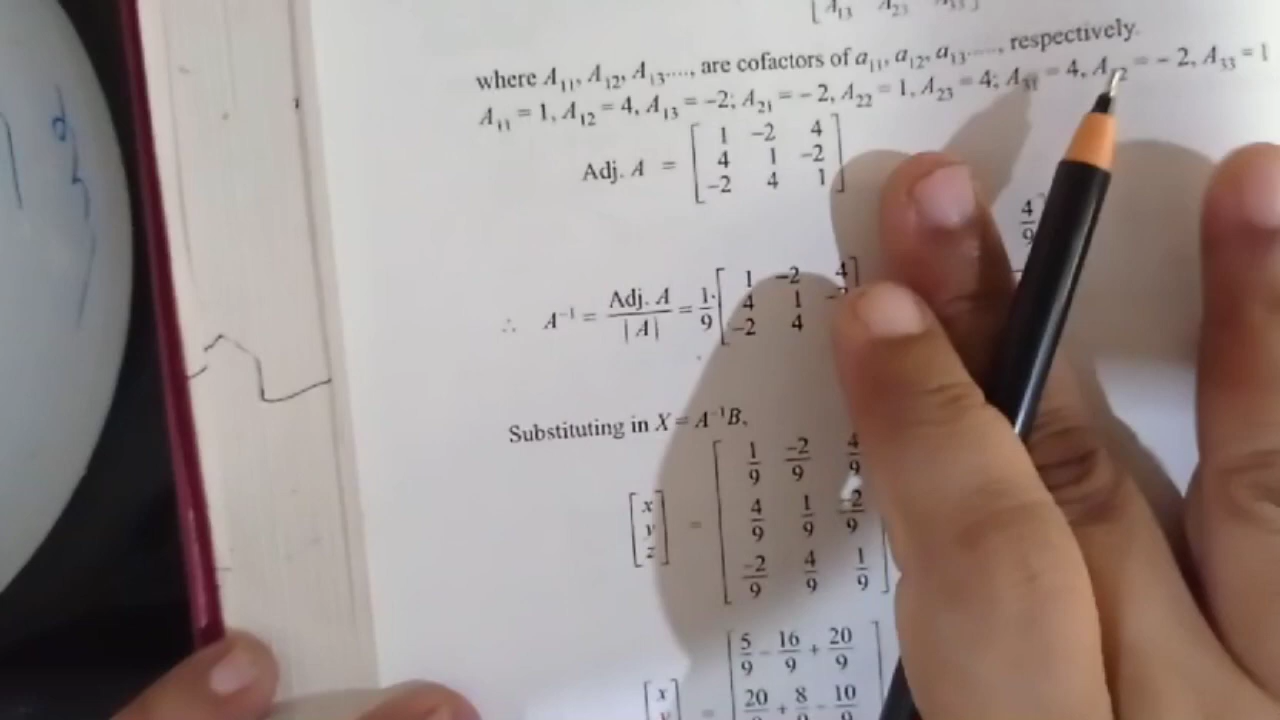 A₁₃ A₂₃ A₃₃
where A₁₁, A₁₂, A₁₃...., are cofactors of a₁₁, a₁₂, a₁₃....., respectively.
A₁₁ = 1, A₁₂ = 4, A₁₃ = –2; A₂₁ = – 2, A₂₂ = 1, A₂₃ = 4; A₃₁ = 4, A₃₂ = – 2, A₃₃ = 1
1 –2 4
Adj. A = 4 1 –2
–2 4 1
4/9
∴ A⁻¹ = Adj. A / |A| = 1/9
1 –2 4
4 1
–2 4
Substituting in X = A⁻¹B,
1/9 –2/9 4/9
[x y z] = 4/9 1/9 –2/9
–2/9 4/9 1/9
5/9 – 16/9 + 20/9
x
y = 20 + 8 – 10